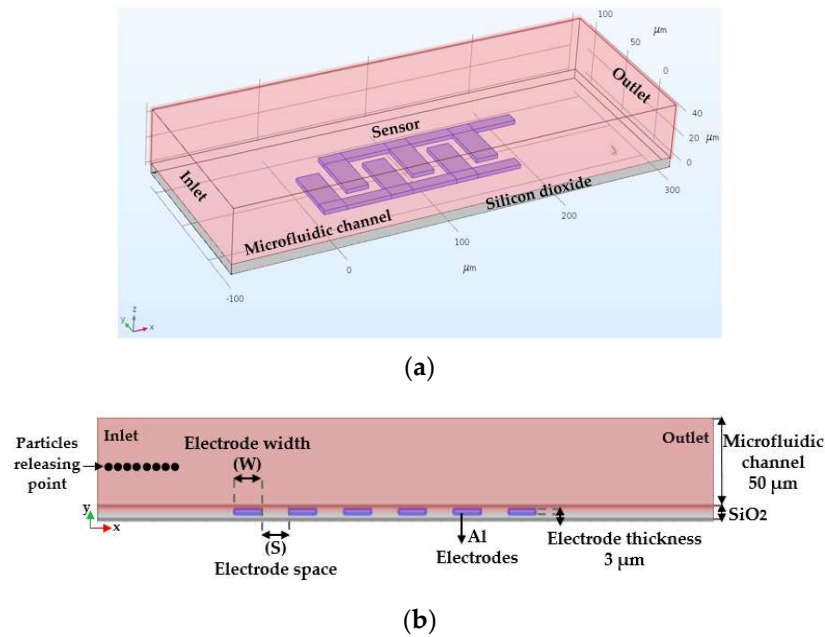 100
μm
50
0
Outlet
40
20
μm
0
Sensor
300
Inlet
Silicon dioxide
200
Microfluidic channel
100
μm
0
-100
z
y
x
(a)
Particles
releasing
point
Inlet
Electrode width
(W)
Outlet
Microfluidic
channel
50 μm
y
x
(S)
Electrode space
Al
Electrodes
SiO2
Electrode thickness
3 μm
(b)